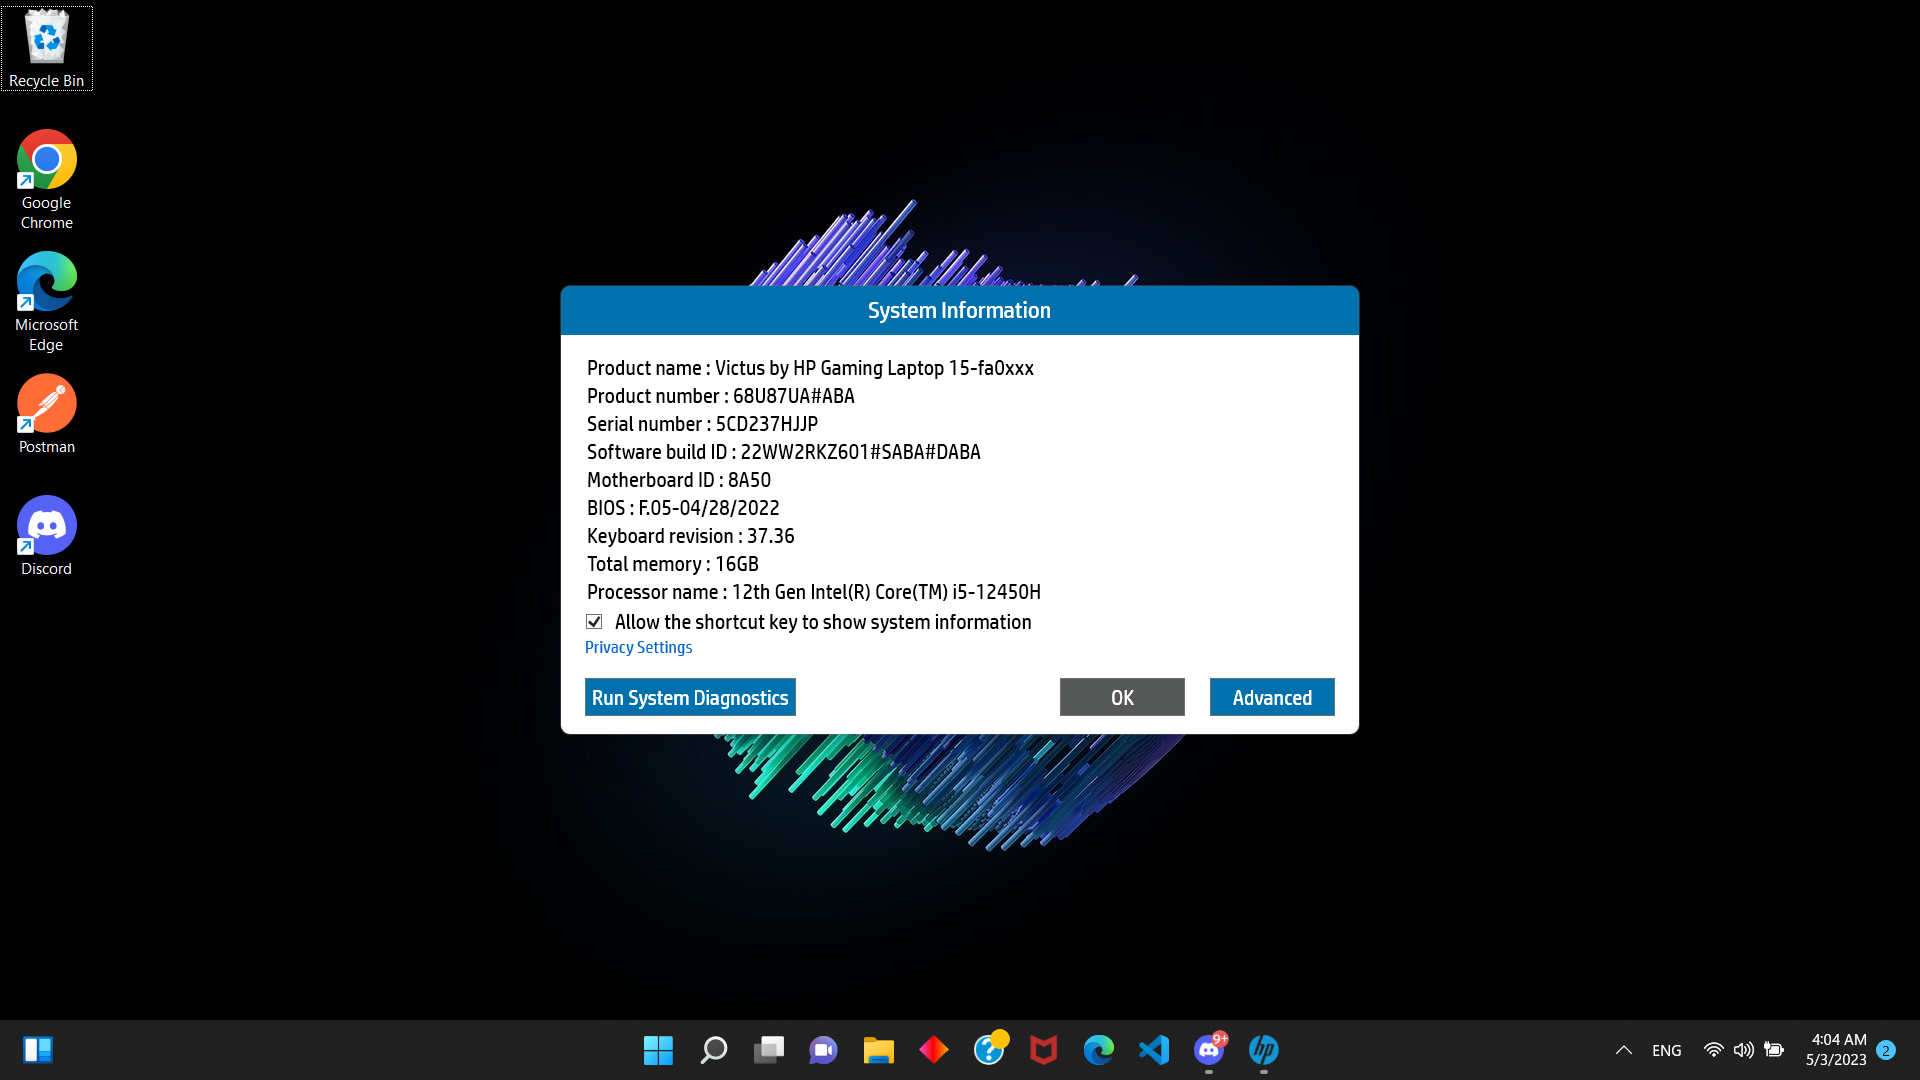 Recycle Bin
Google
Chrome
Microsoft
Edge
Postman
Discord
System Information
Product name : Victus by HP Gaming Laptop 15-fa0xxx
Product number : 68U87UA#ABA
Serial number : 5CD237HJJP
Software build ID : 22WW2RKZ601#SABA#DABA
Motherboard ID : 8A50
BIOS : F.05-04/28/2022
Keyboard revision : 37.36
Total memory : 16GB
Processor name : 12th Gen Intel(R) Core(TM) i5-12450H
Allow the shortcut key to show system information
Privacy Settings
Run System Diagnostics
OK
Advanced
9+
hp
ENG
4:04 AM
5/3/2023
2